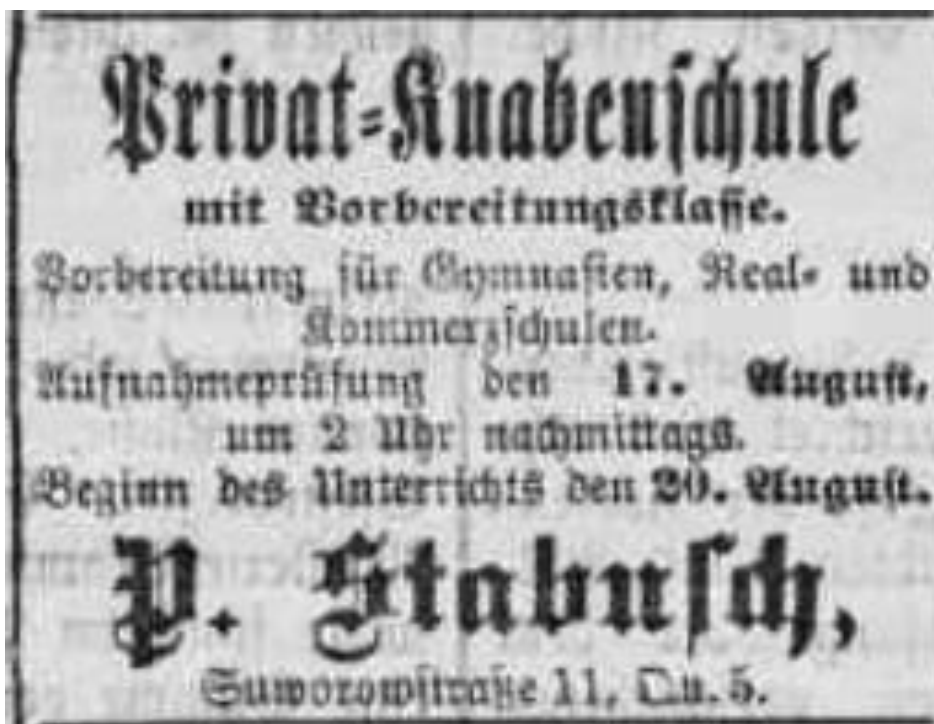 Privat-Knabenschule
mit Vorbereitungsklasse.
Vorbereitung für Gymnasien, Real- und
Kommerzschulen.
Aufnahmeprüfung den 17. August,
um 2 Uhr nachmittags.
Beginn des Unterrichts den 20. August.
P. Stabusch,
Suworowstraße 11, Qu. 5.